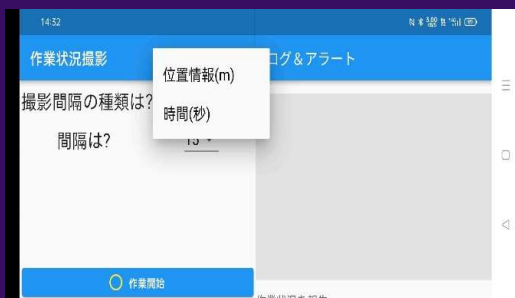 14:32
作業状況撮影
ログ＆アラート
位置情報(m)
時間(秒)
撮影間隔の種類は?
間隔は?
15
作業開始